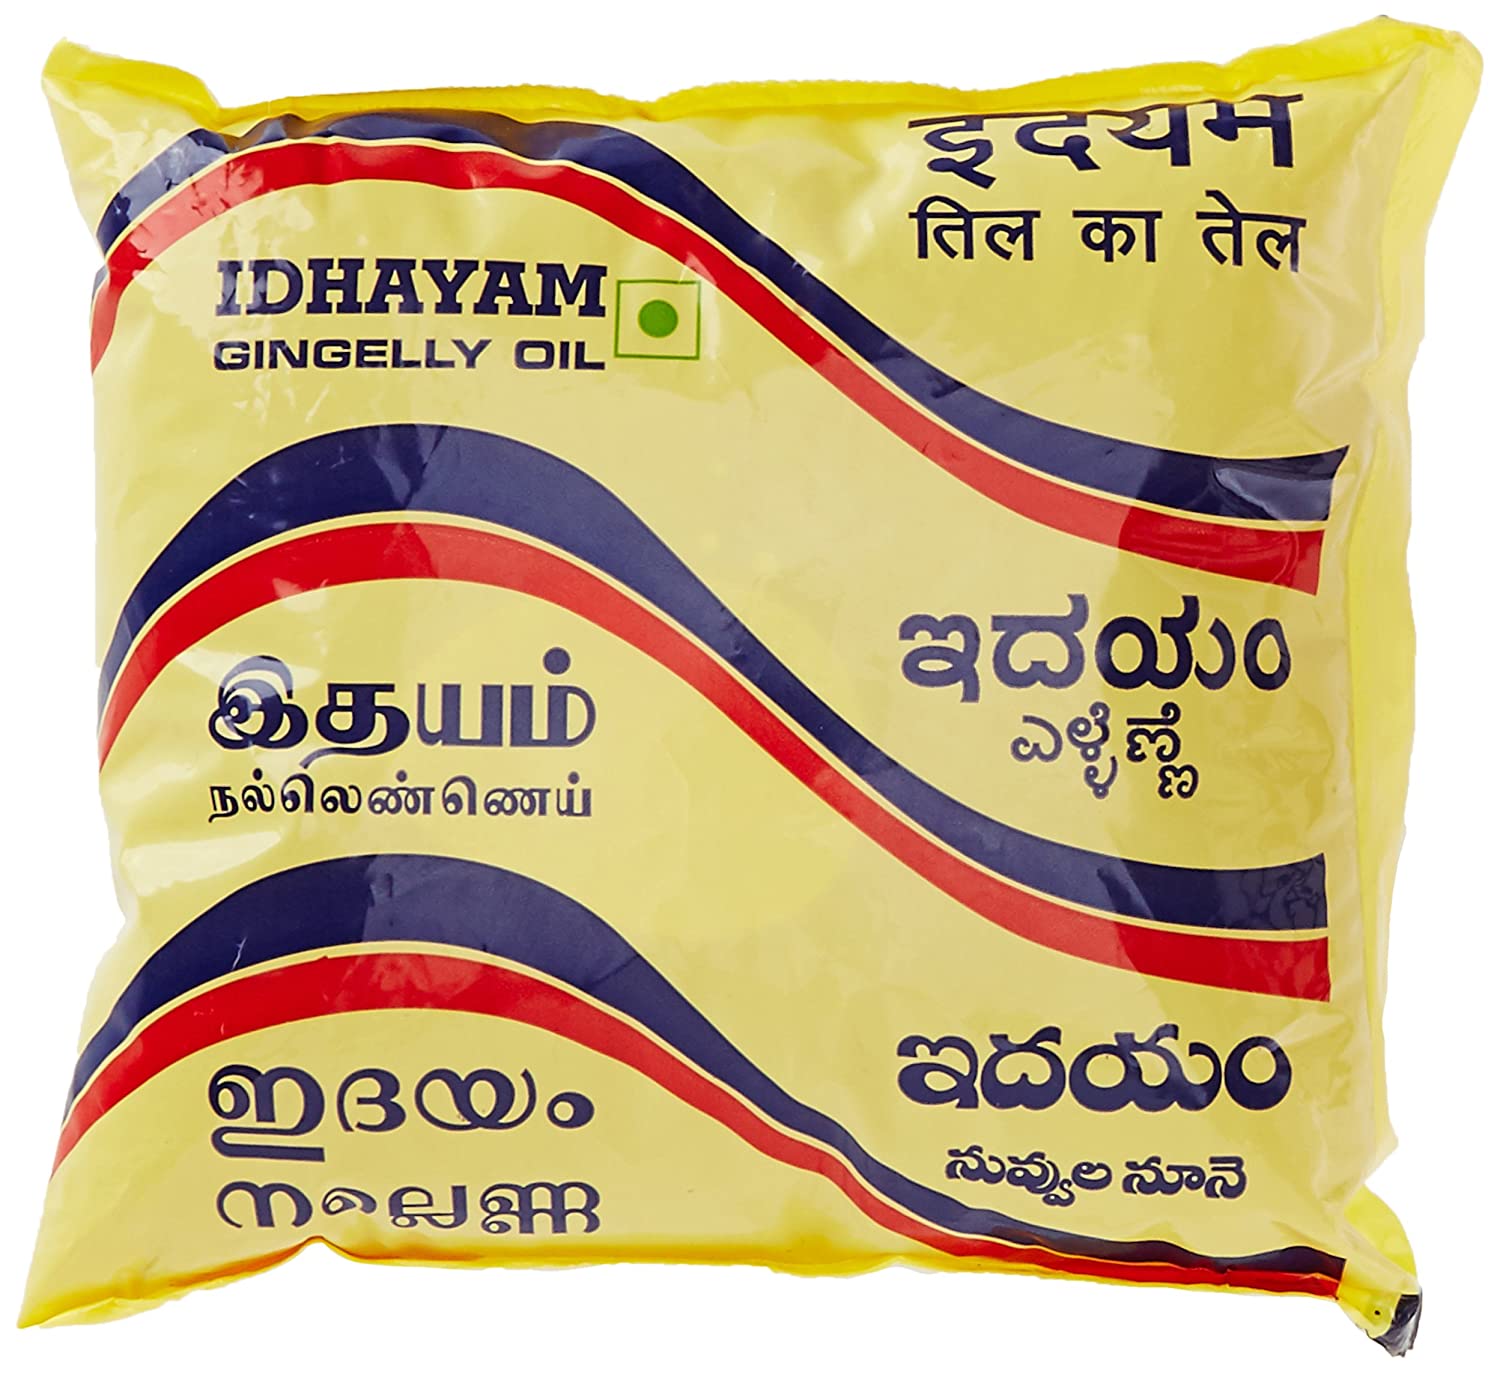 इदयम
तिल का तेल
IDHAYAM
GINGELLY OIL
ಇದಯಂ
ಎಳ್ಳೆಣ್ಣೆ
இதயம்
நல்லெண்ணெய்
ఇదయం
నువ్వుల నూనె
ഇദയം
നല്ലെണ്ണ